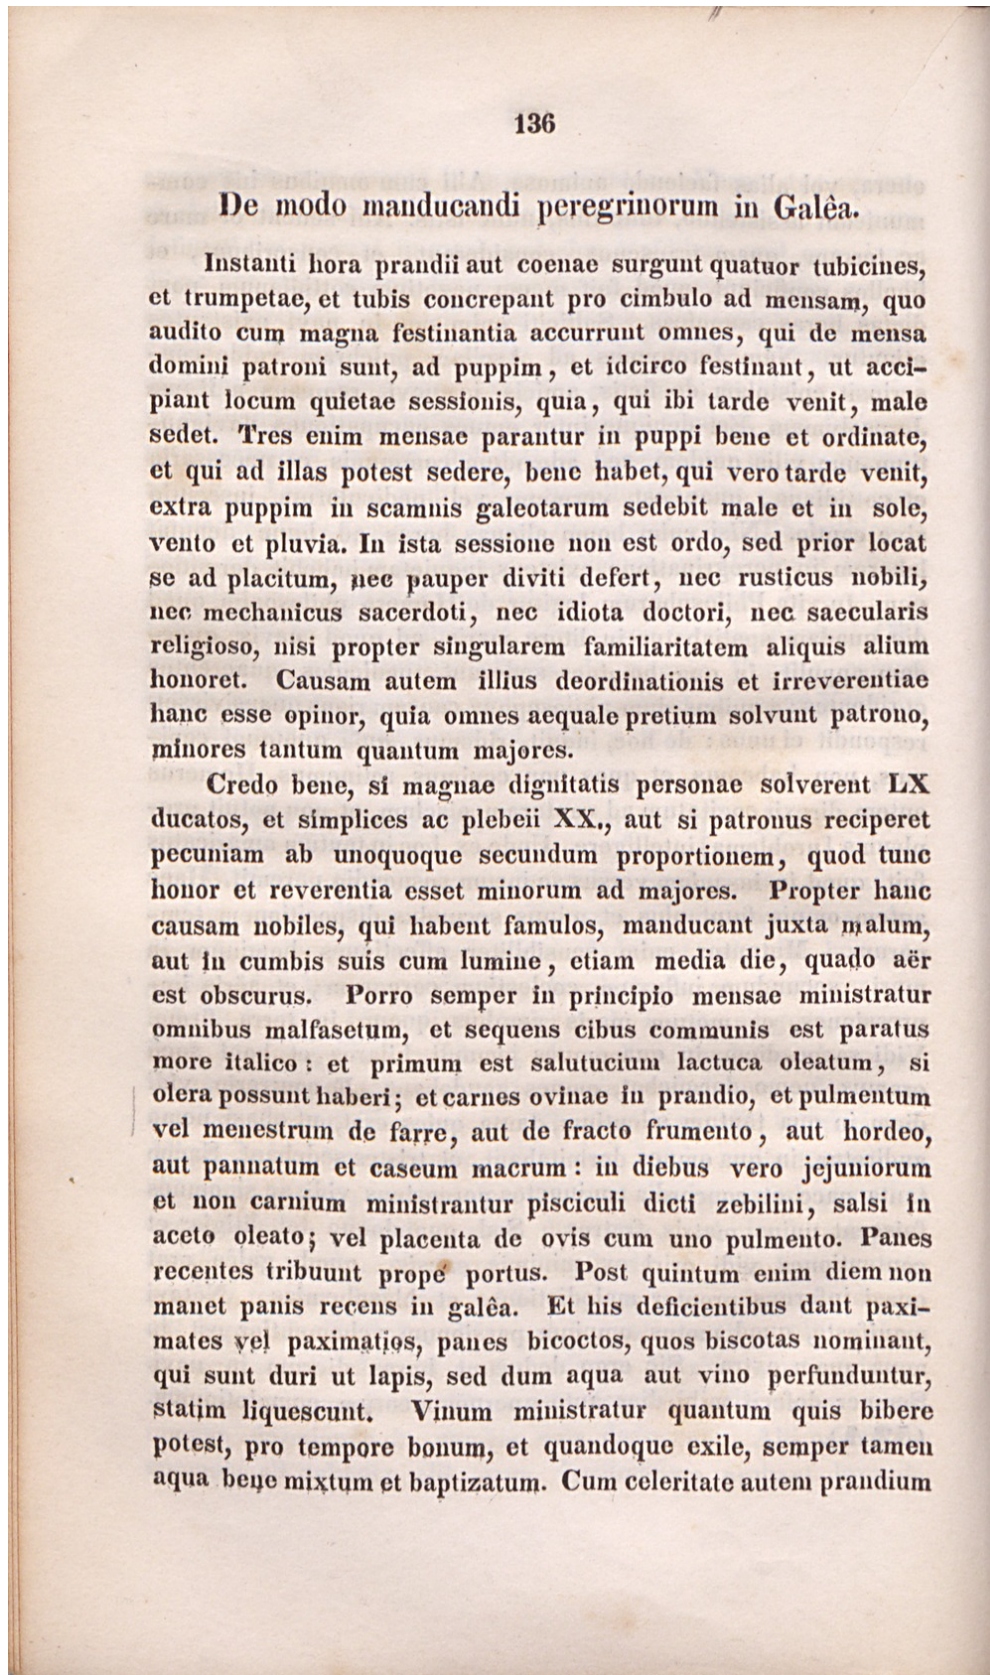 136
De modo manducandi peregrinorum in Galêa.
Instanti hora prandii aut coenae surgunt quatuor tubicines,
et trumpetae, et tubis concrepant pro cimbulo ad mensam, quo
audito cum magna festinantia accurrunt omnes, qui de mensa
domini patroni sunt, ad puppim, et idcirco festinant, ut acci-
piant locum quietae sessionis, quia, qui ibi tarde venit, male
sedet. Tres enim mensae parantur in puppi bene et ordinate,
et qui ad illas potest sedere, bene habet, qui vero tarde venit,
extra puppim in scamnis galeotarum sedebit male et in sole,
vento et pluvia. In ista sessione non est ordo, sed prior locat
se ad placitum, nec pauper diviti defert, nec rusticus nobili,
nec mechanicus sacerdoti, nec idiota doctori, nec saecularis
religioso, nisi propter singularem familiaritatem aliquis alium
honoret. Causam autem illius deordinationis et irreverentiae
hanc esse opinor, quia omnes aequale pretium solvunt patrono,
minores tantum quantum majores.
Credo bene, si magnae dignitatis personae solverent LX
ducatos, et simplices ac plebeii XX., aut si patronus reciperet
pecuniam ab unoquoque secundum proportionem, quod tunc
honor et reverentia esset minorum ad majores. Propter hanc
causam nobiles, qui habent famulos, manducant juxta malum,
aut in cumbis suis cum lumine, etiam media die, quado aër
est obscurus. Porro semper in principio mensae ministratur
omnibus malfasetum, et sequens cibus communis est paratus
more italico: et primum est salutucium lactuca oleatum, si
olera possunt haberi; et carnes ovinae in prandio, et pulmentum
vel menestrum de farre, aut de fracto frumento, aut hordeo,
aut pannatum et caseum macrum: in diebus vero jejuniorum
et non carnium ministrantur pisciculi dicti zebilini, salsi in
aceto oleato; vel placenta de ovis cum uno pulmento. Panes
recentes tribuunt prope portus. Post quintum enim diem non
manet panis recens in galêa. Et his deficientibus dant paxi-
mates vel paximatios, panes bicoctos, quos biscotas nominant,
qui sunt duri ut lapis, sed dum aqua aut vino perfunduntur,
statim liquescunt. Vinum ministratur quantum quis bibere
potest, pro tempore bonum, et quandoque exile, semper tamen
aqua bene mixtum et baptizatum. Cum celeritate autem prandium